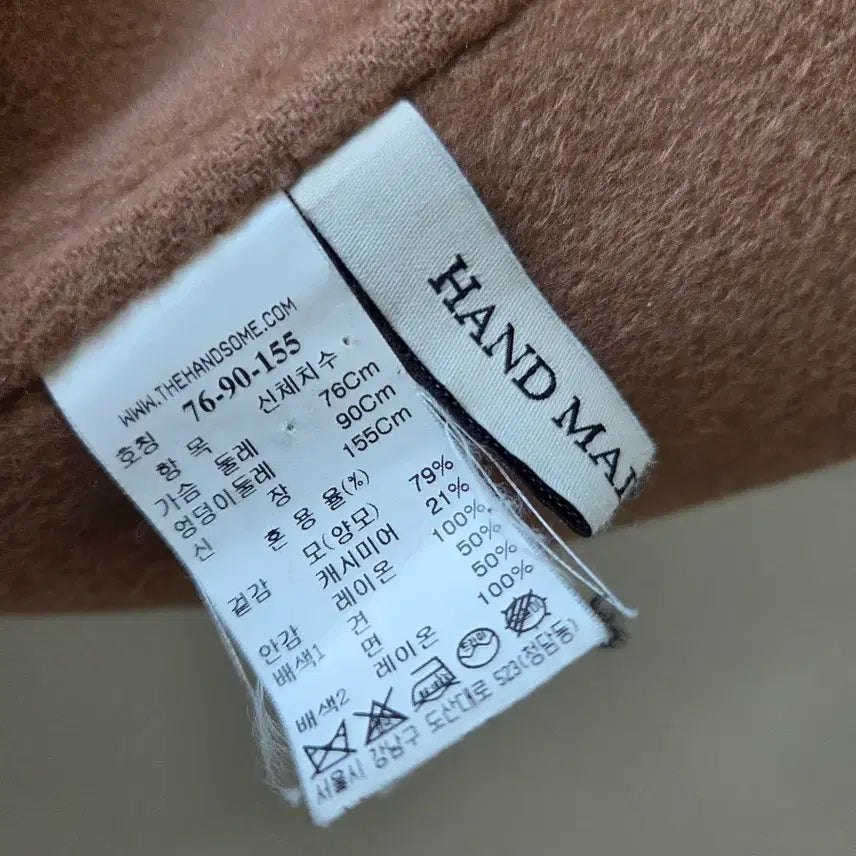 WWW.THEHANDSOME.COM
호칭 76-90-155
항 목 신체치수
가슴 둘레 76Cm
엉덩이둘레 90Cm
신 장 155Cm
혼 용 율(%)
겉감 모(양모) 79%
캐시미어 21%
안감 레이온 100%
배색1 견 50%
면 50%
배색2 레이온 100%
드라이
서울시 강남구 도산대로 523(청담동)
HAND MA